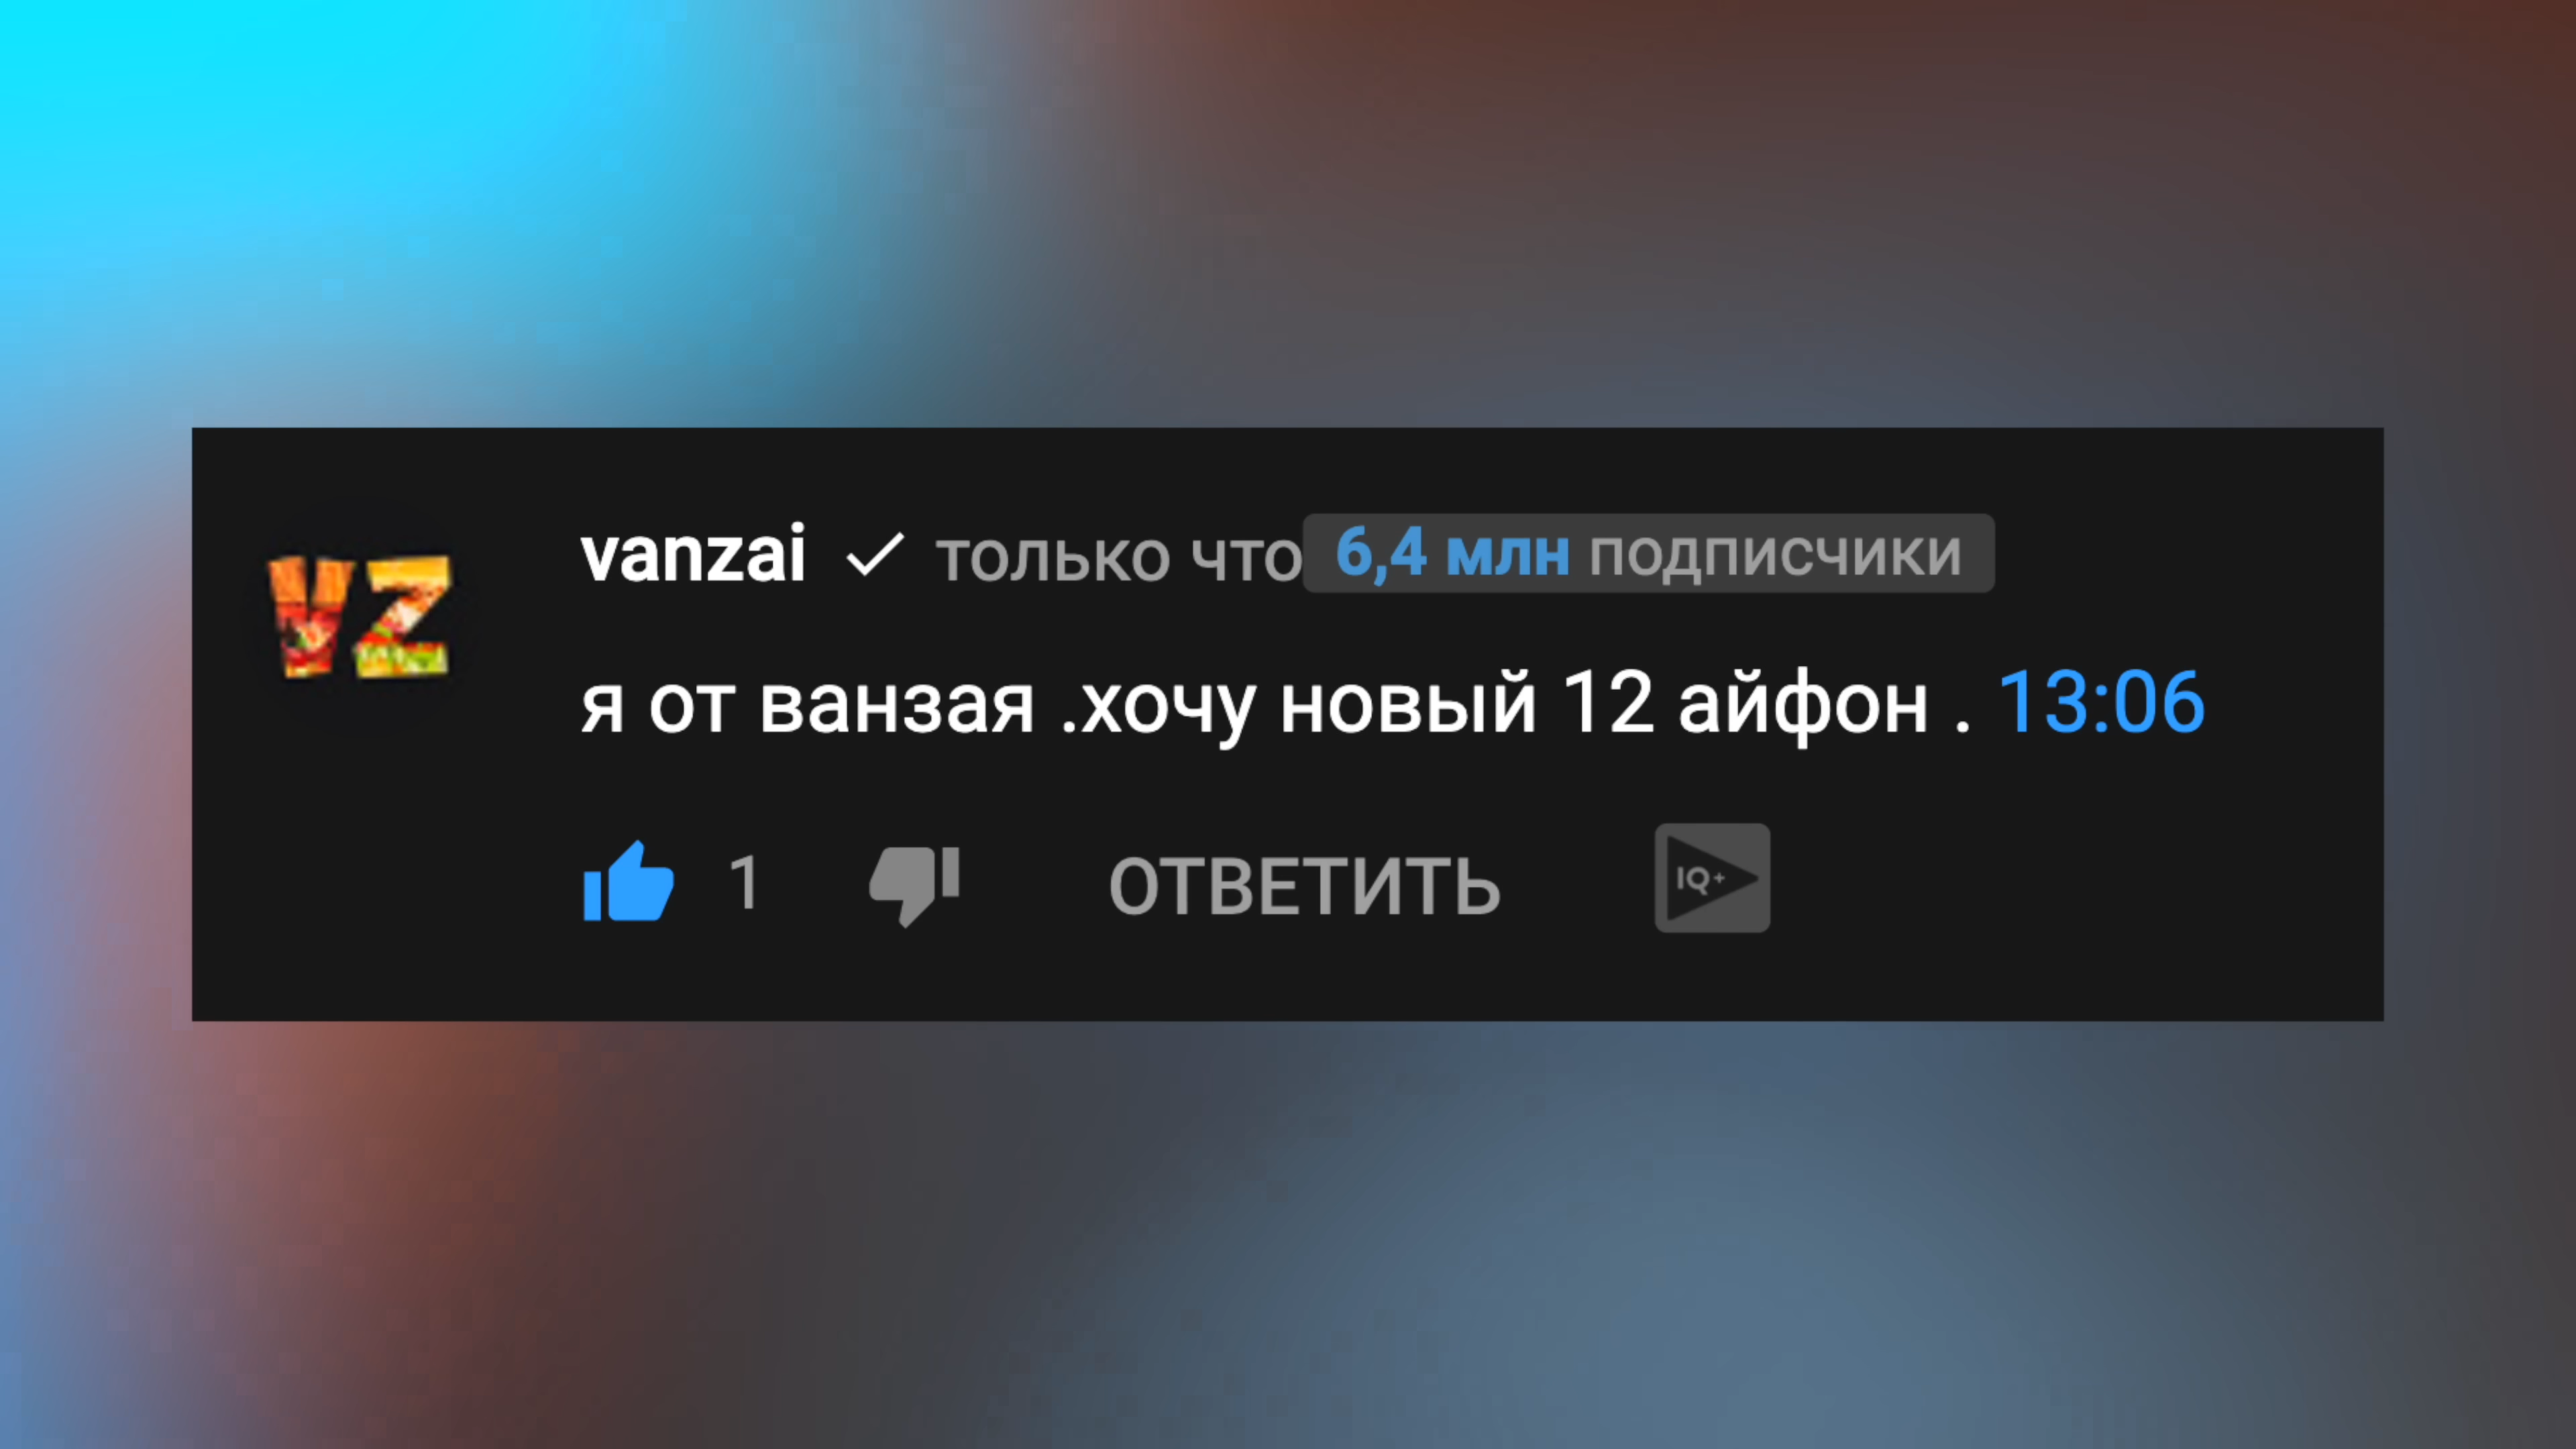 VZ
vanzai только что 6,4 млн подписчики
я от ванзая .хочу новый 12 айфон . 13:06
1 ОТВЕТИТЬ IQ+